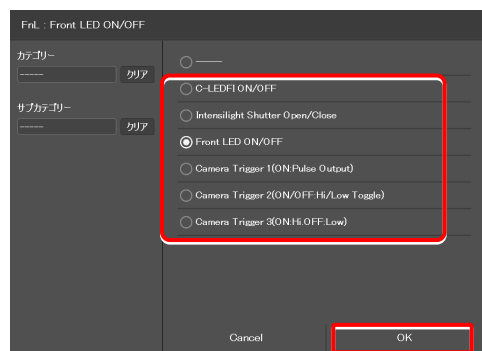 FnL : Front LED ON/OFF
カテゴリー
-----
クリア
サブカテゴリー
-----
クリア
-----
C-LEDFI ON/OFF
Intensilight Shutter Open/Close
Front LED ON/OFF
Camera Trigger 1(ON:Pulse Output)
Camera Trigger 2(ON/OFF:Hi/Low Toggle)
Camera Trigger 3(ON:Hi.OFF:Low)
Cancel
OK